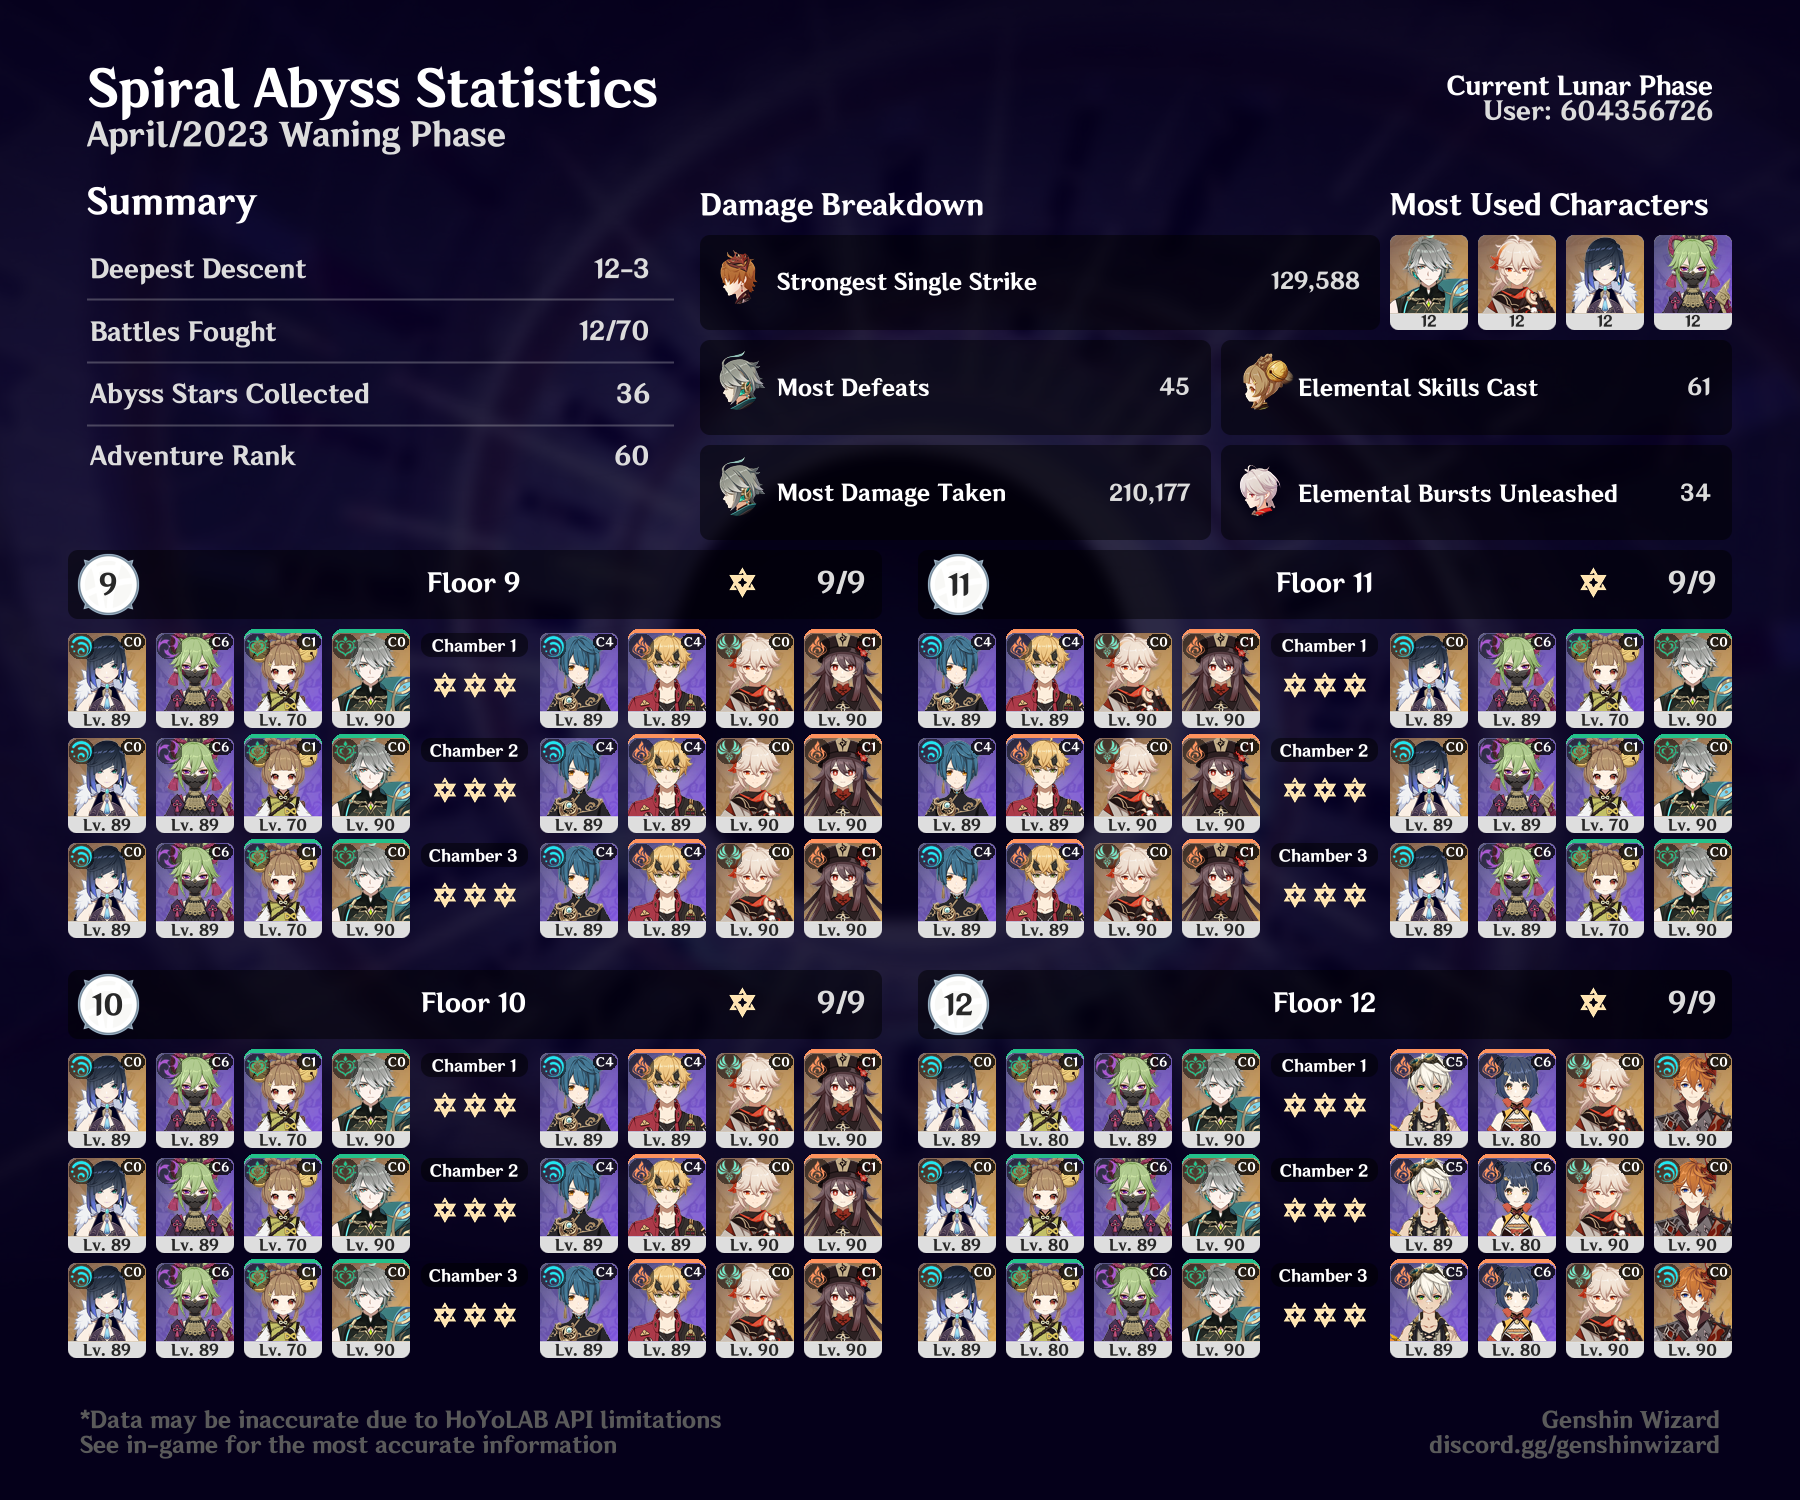 Spiral Abyss Statistics
April/2023 Waning Phase
Current Lunar Phase
User: 604356726
Summary
Deepest Descent 12-3
Battles Fought 12/70
Abyss Stars Collected 36
Adventure Rank 60
Damage Breakdown
Strongest Single Strike 129,588
Most Defeats 45
Elemental Skills Cast 61
Most Damage Taken 210,177
Elemental Bursts Unleashed 34
Most Used Characters
12 12 12 12
9 Floor 9 9/9
C0 C6 C1 C0 Chamber 1 C4 C4 C0 C1
Lv. 89 Lv. 89 Lv. 70 Lv. 90 Lv. 89 Lv. 89 Lv. 90 Lv. 90
C0 C6 C1 C0 Chamber 2 C4 C4 C0 C1
Lv. 89 Lv. 89 Lv. 70 Lv. 90 Lv. 89 Lv. 89 Lv. 90 Lv. 90
C0 C6 C1 C0 Chamber 3 C4 C4 C0 C1
Lv. 89 Lv. 89 Lv. 70 Lv. 90 Lv. 89 Lv. 89 Lv. 90 Lv. 90
11 Floor 11 9/9
C4 C4 C0 C1 Chamber 1 C0 C6 C1 C0
Lv. 89 Lv. 89 Lv. 90 Lv. 90 Lv. 89 Lv. 89 Lv. 70 Lv. 90
C4 C4 C0 C1 Chamber 2 C0 C6 C1 C0
Lv. 89 Lv. 89 Lv. 90 Lv. 90 Lv. 89 Lv. 89 Lv. 70 Lv. 90
C4 C4 C0 C1 Chamber 3 C0 C6 C1 C0
Lv. 89 Lv. 89 Lv. 90 Lv. 90 Lv. 89 Lv. 89 Lv. 70 Lv. 90
10 Floor 10 9/9
C0 C6 C1 C0 Chamber 1 C4 C4 C0 C1
Lv. 89 Lv. 89 Lv. 70 Lv. 90 Lv. 89 Lv. 89 Lv. 90 Lv. 90
C0 C6 C1 C0 Chamber 2 C4 C4 C0 C1
Lv. 89 Lv. 89 Lv. 70 Lv. 90 Lv. 89 Lv. 89 Lv. 90 Lv. 90
C0 C6 C1 C0 Chamber 3 C4 C4 C0 C1
Lv. 89 Lv. 89 Lv. 70 Lv. 90 Lv. 89 Lv. 89 Lv. 90 Lv. 90
12 Floor 12 9/9
C0 C1 C6 C0 Chamber 1 C5 C6 C0 C0
Lv. 89 Lv. 80 Lv. 89 Lv. 90 Lv. 89 Lv. 80 Lv. 90 Lv. 90
C0 C1 C6 C0 Chamber 2 C5 C6 C0 C0
Lv. 89 Lv. 80 Lv. 89 Lv. 90 Lv. 89 Lv. 80 Lv. 90 Lv. 90
C0 C1 C6 C0 Chamber 3 C5 C6 C0 C0
Lv. 89 Lv. 80 Lv. 89 Lv. 90 Lv. 89 Lv. 80 Lv. 90 Lv. 90
*Data may be inaccurate due to HoYoLAB API limitations
See in-game for the most accurate information
Genshin Wizard
discord.gg/genshinwizard